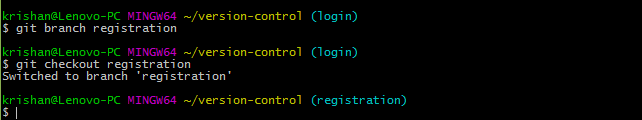 krishan@Lenovo-PC MINGW64 ~/version-control (login)
$ git branch registration
krishan@Lenovo-PC MINGW64 ~/version-control (login)
$ git checkout registration
Switched to branch 'registration'
krishan@Lenovo-PC MINGW64 ~/version-control (registration)
$